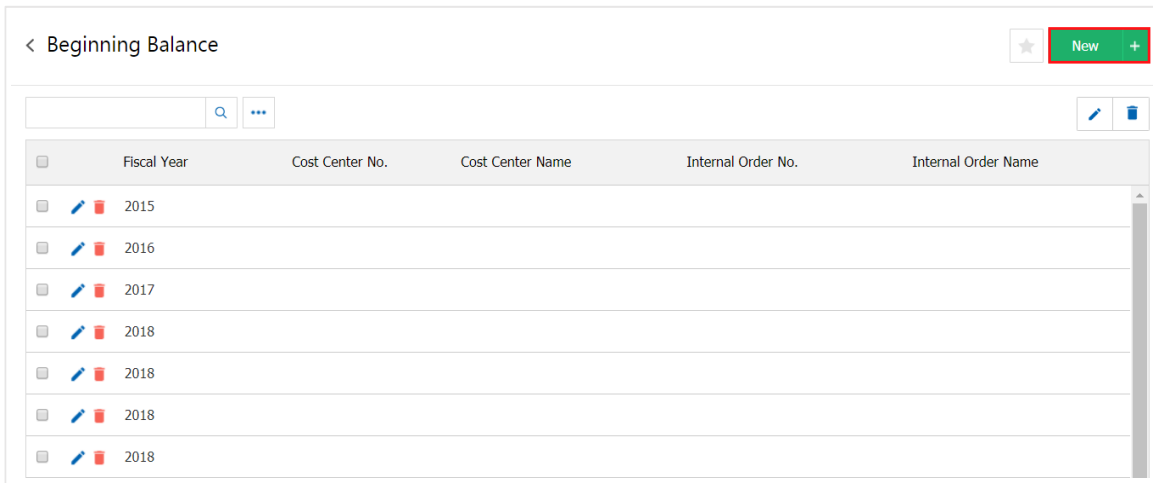 Beginning Balance
New +
Fiscal Year Cost Center No. Cost Center Name Internal Order No. Internal Order Name
2015
2016
2017
2018
2018
2018
2018